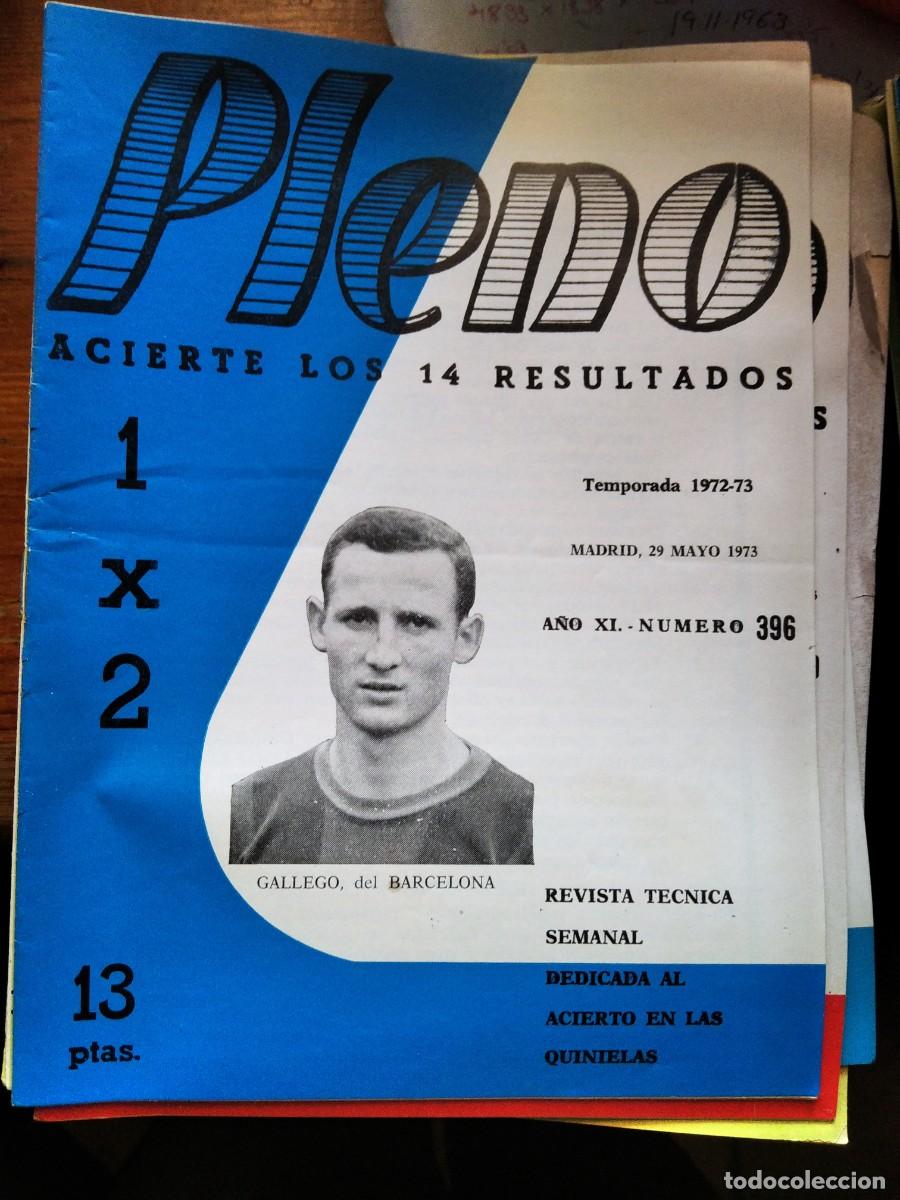 19.11.1963
Pleno
ACIERTE LOS 14 RESULTADOS
1
x
2
Temporada 1972-73
MADRID, 29 MAYO 1973
AÑO XI. - NUMERO 396
GALLEGO, del BARCELONA
REVISTA TECNICA
SEMANAL
DEDICADA AL
ACIERTO EN LAS
QUINIELAS
13
ptas.
S
todocoleccion